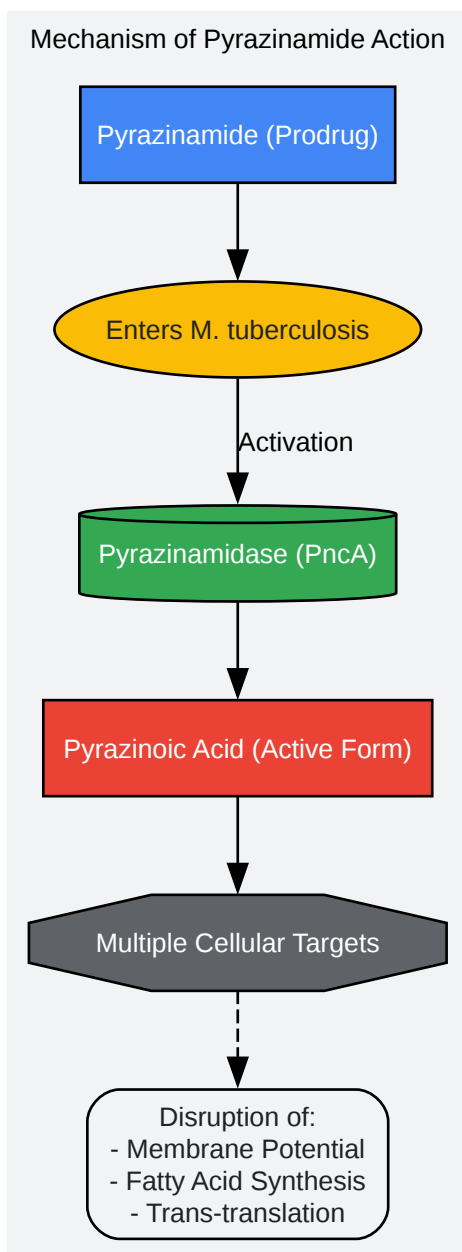 Mechanism of Pyrazinamide Action
Pyrazinamide (Prodrug)
Enters M. tuberculosis
Activation
Pyrazinamidase (PncA)
Pyrazinoic Acid (Active Form)
Multiple Cellular Targets
Disruption of:
- Membrane Potential
- Fatty Acid Synthesis
- Trans-translation